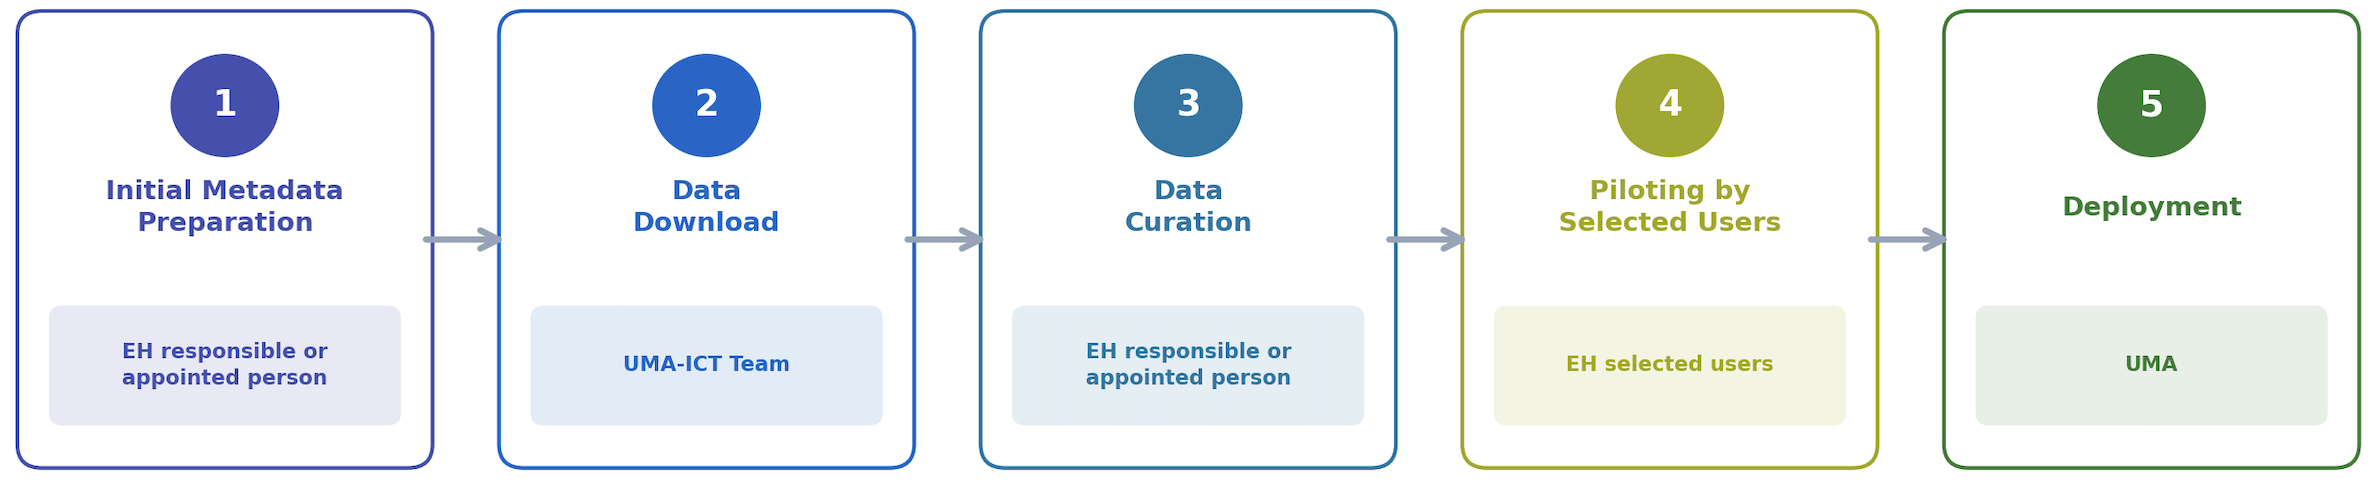 1
Initial Metadata
Preparation
EH responsible or
appointed person
2
Data
Download
UMA-ICT Team
3
Data
Curation
EH responsible or
appointed person
4
Piloting by
Selected Users
EH selected users
5
Deployment
UMA